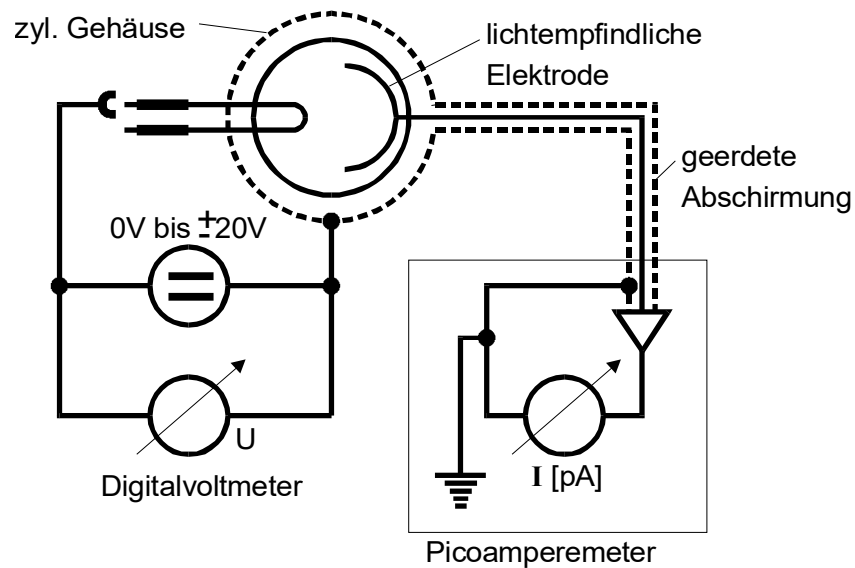 zyl. Gehäuse
lichtempfindliche
Elektrode
geerdete
Abschirmung
0V bis ±20V
U
Digitalvoltmeter
I [pA]
Picoamperemeter